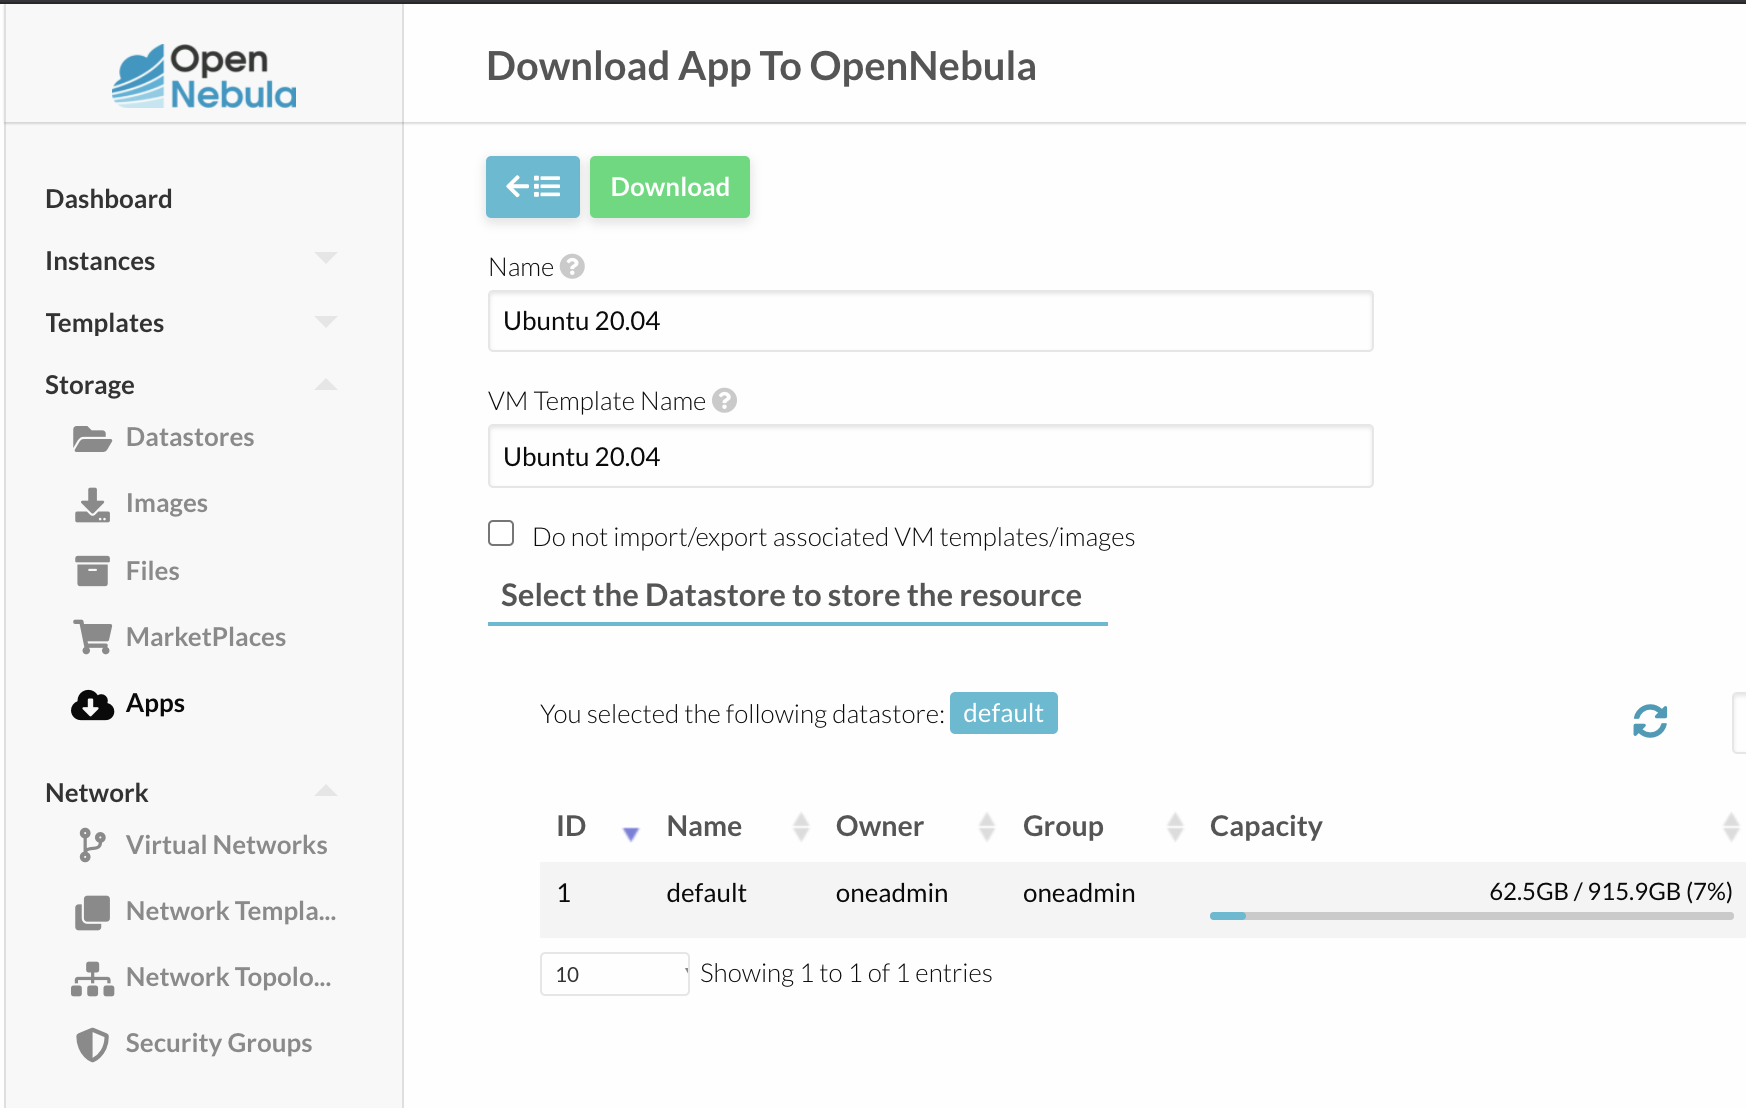 Open
Nebula
Download App To OpenNebula
Dashboard
Instances
Templates
Storage
Datastores
Images
Files
MarketPlaces
Apps
Network
Virtual Networks
Network Templa...
Network Topolo...
Security Groups
Download
Name ?
Ubuntu 20.04
VM Template Name ?
Ubuntu 20.04
Do not import/export associated VM templates/images
Select the Datastore to store the resource
You selected the following datastore: default
ID Name Owner Group Capacity
1 default oneadmin oneadmin 62.5GB / 915.9GB (7%)
10 Showing 1 to 1 of 1 entries